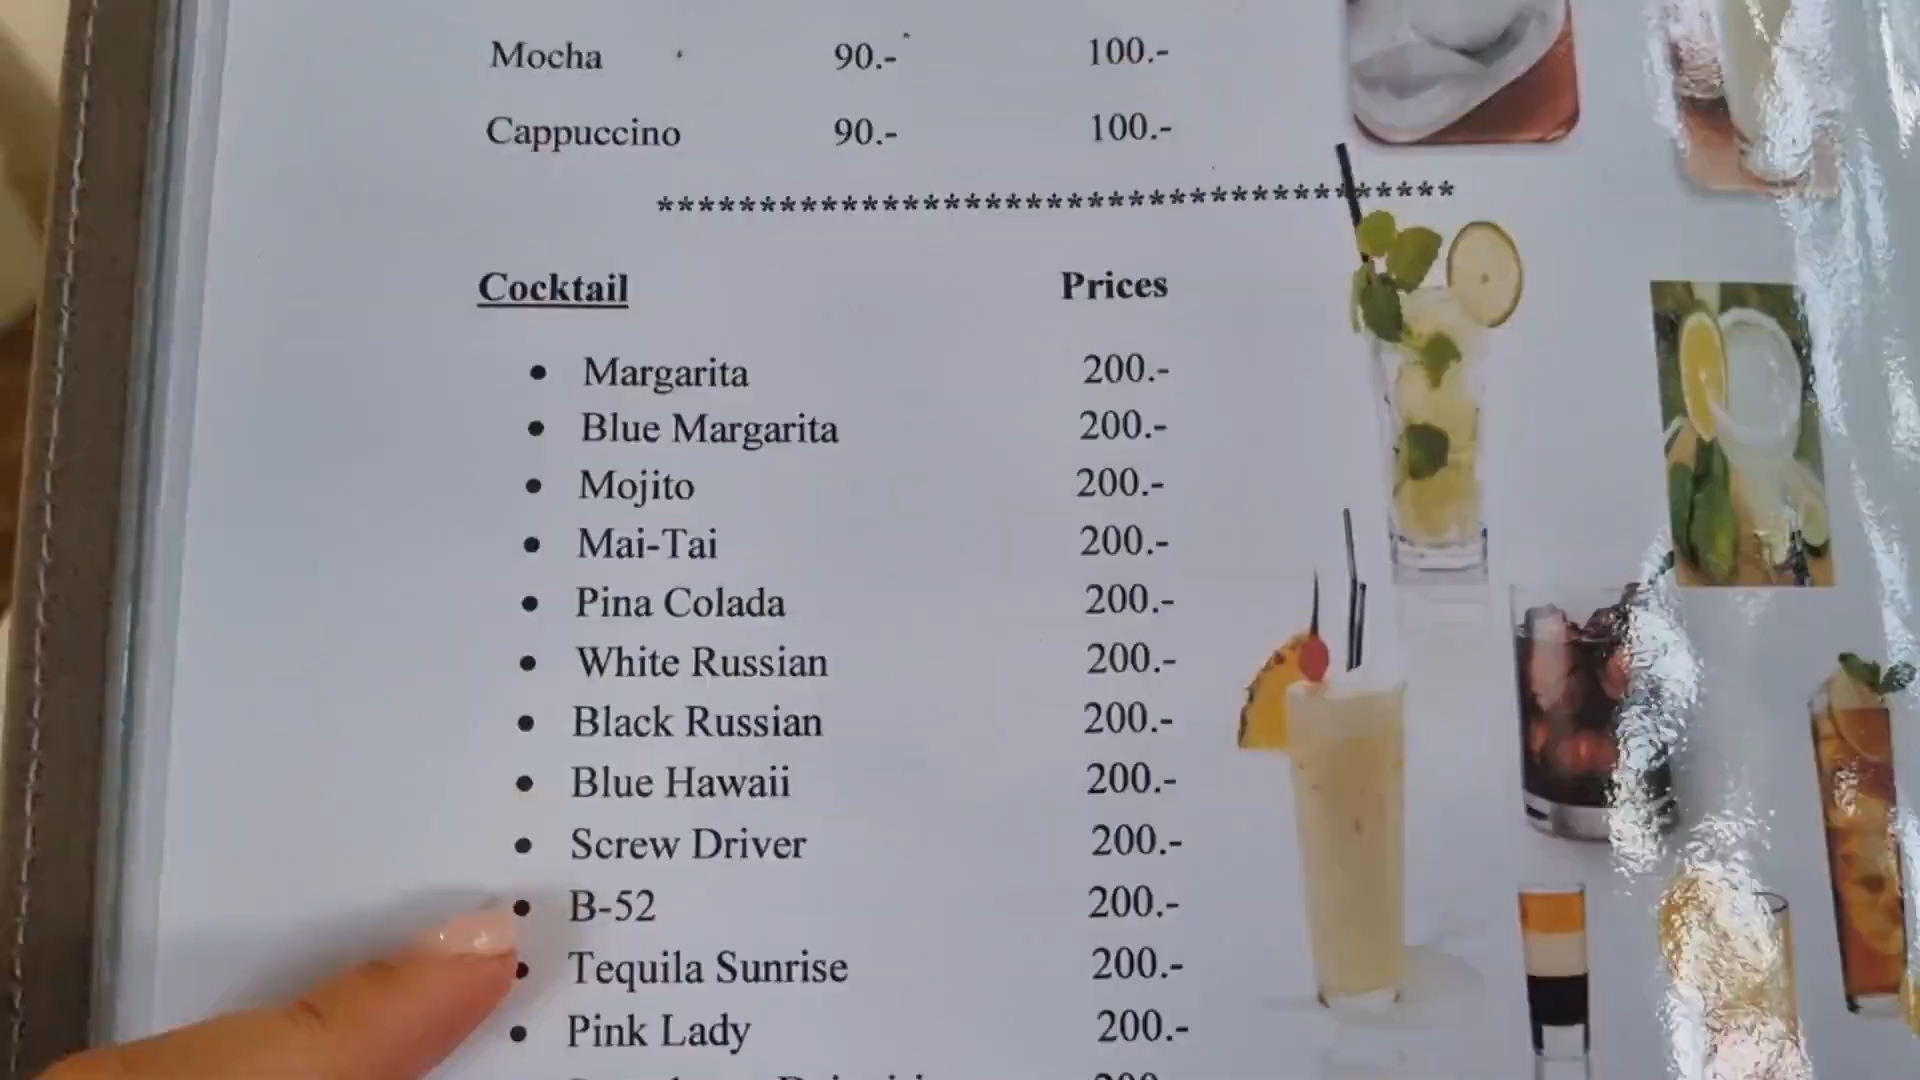 Mocha 90.- 100.-
Cappuccino 90.- 100.-
***************************************
Cocktail Prices
• Margarita 200.-
• Blue Margarita 200.-
• Mojito 200.-
• Mai-Tai 200.-
• Pina Colada 200.-
• White Russian 200.-
• Black Russian 200.-
• Blue Hawaii 200.-
• Screw Driver 200.-
• B-52 200.-
• Tequila Sunrise 200.-
• Pink Lady 200.-